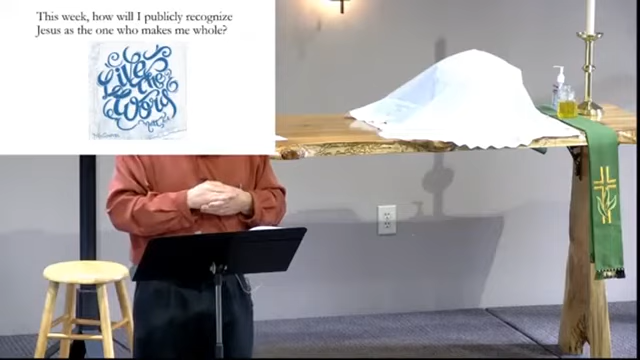 This week, how will I publicly recognize
Jesus as the one who makes me whole?
Live
the
Word